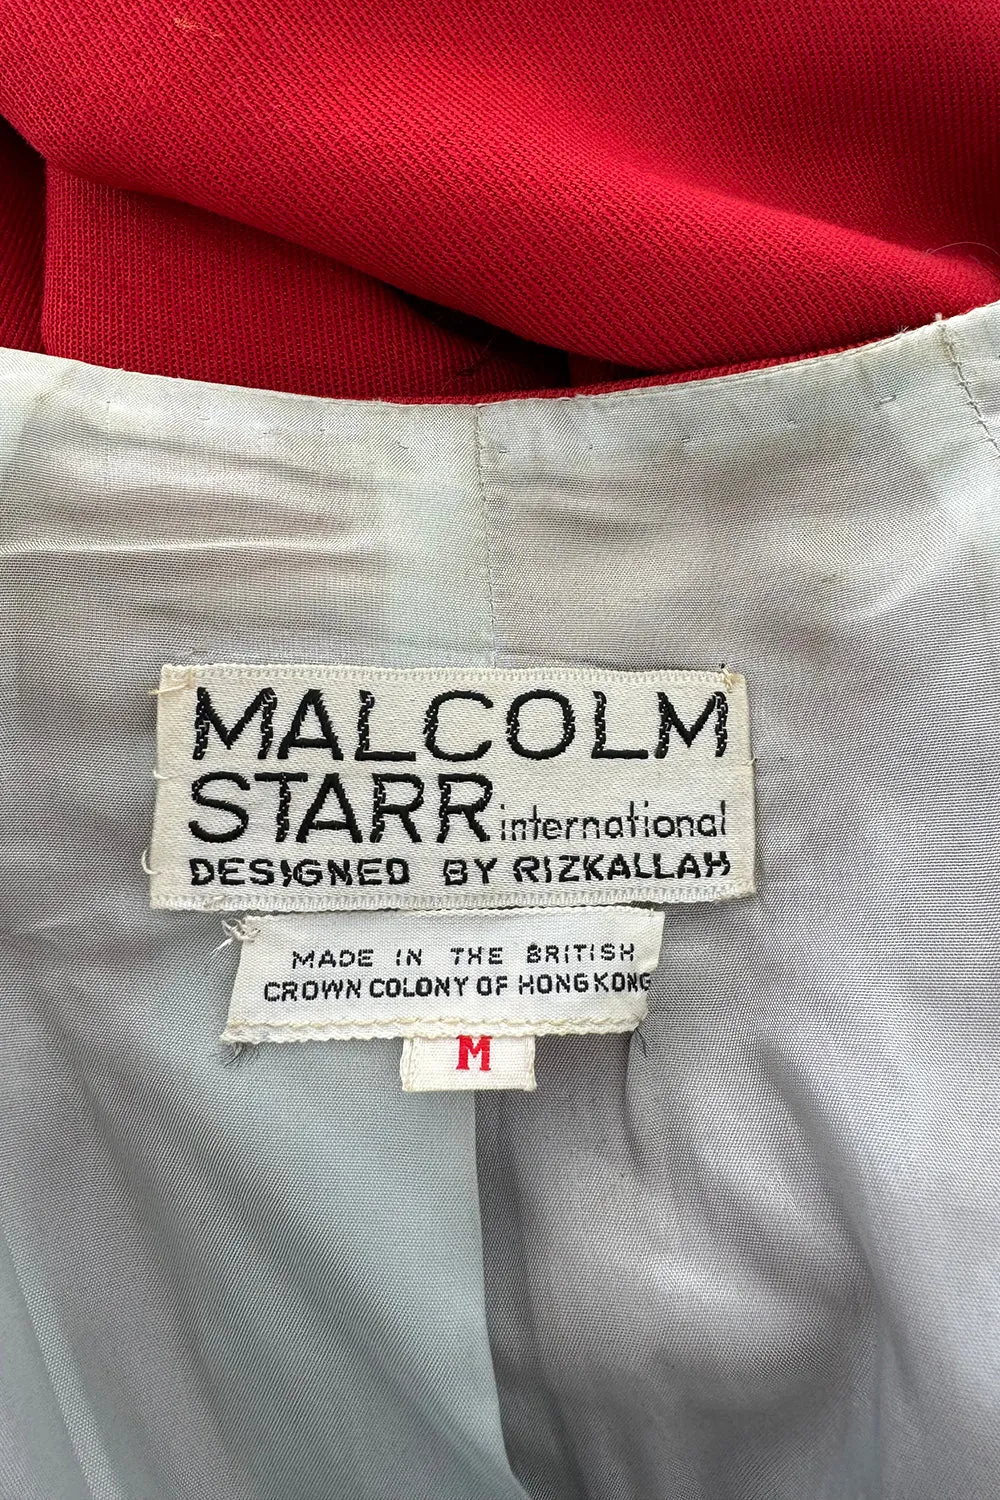 MALCOLM
STARR international
DESIGNED BY RIZKALLAH
MADE IN THE BRITISH
CROWN COLONY OF HONG KONG
M